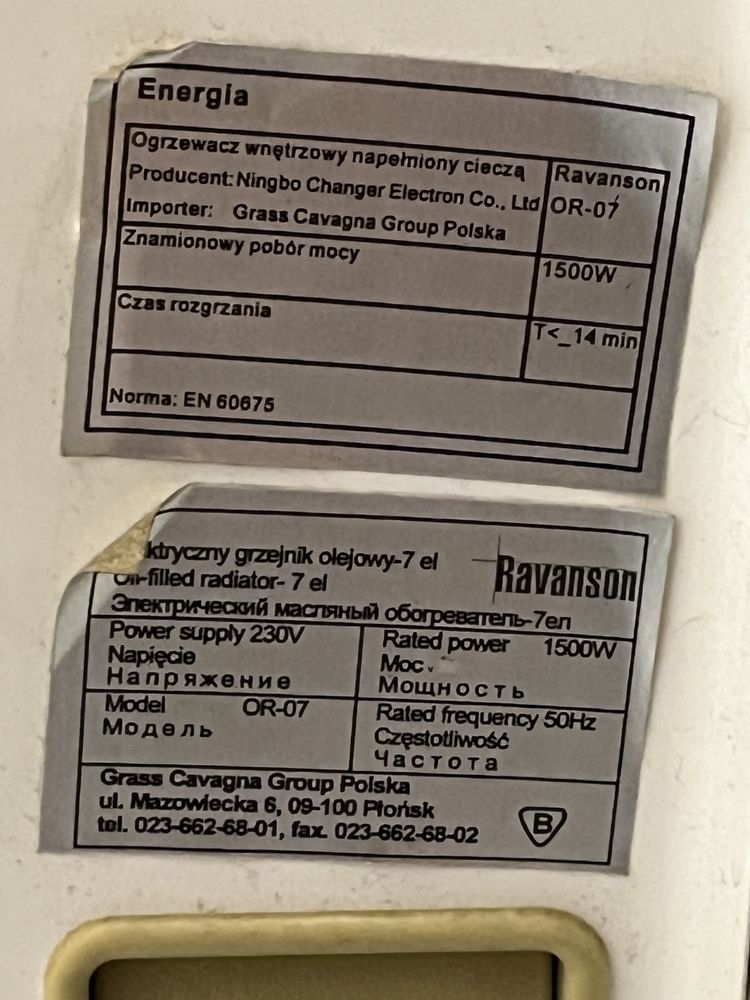 Energia
Ogrzewacz wnętrzowy napełniony cieczą
Ravanson
Producent: Ningbo Changer Electron Co., Ltd
OR-07
Importer: Grass Cavagna Group Polska
Znamionowy pobór mocy
1500W
Czas rozgrzania
T<_14 min
Norma: EN 60675
ktryczny grzejnik olejowy-7 el
Ravanson
Oil-filled radiator- 7 el
Электрический масляный обогреватель-7ел
Power supply 230V
Rated power 1500W
Napięcie
Moc
Напряжение
Мощность
Model OR-07
Rated frequency 50Hz
Модель
Częstotliwość
Частота
Grass Cavagna Group Polska
ul. Mazowiecka 6, 09-100 Płońsk
tel. 023-662-68-01, fax. 023-662-68-02
B